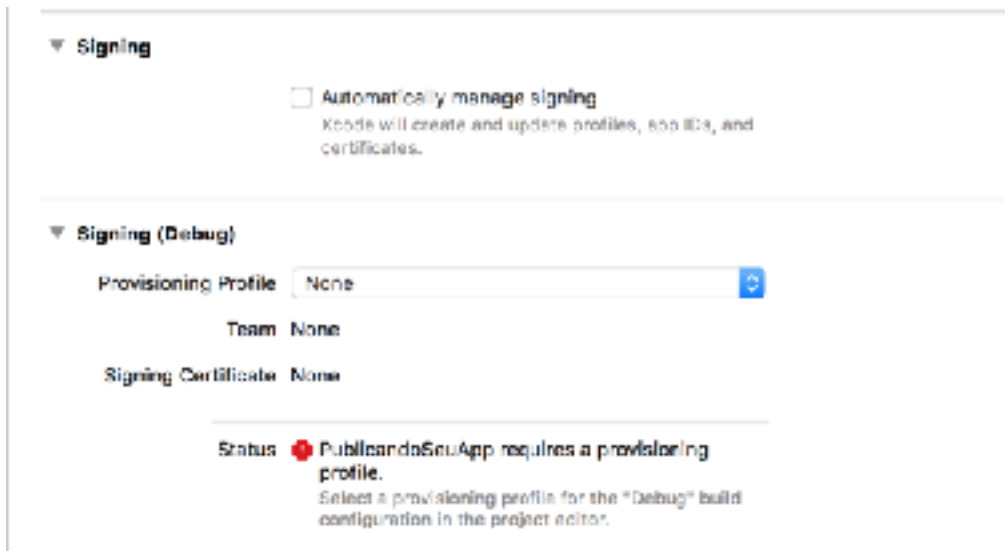 Signing
Automatically manage signing
Xcode will create and update profiles, app IDs, and
certificates.
Signing (Debug)
Provisioning Profile None
Team None
Signing Certificate None
Status PublicandoSeuApp requires a provisioning
profile.
Select a provisioning profile for the "Debug" build
configuration in the project editor.